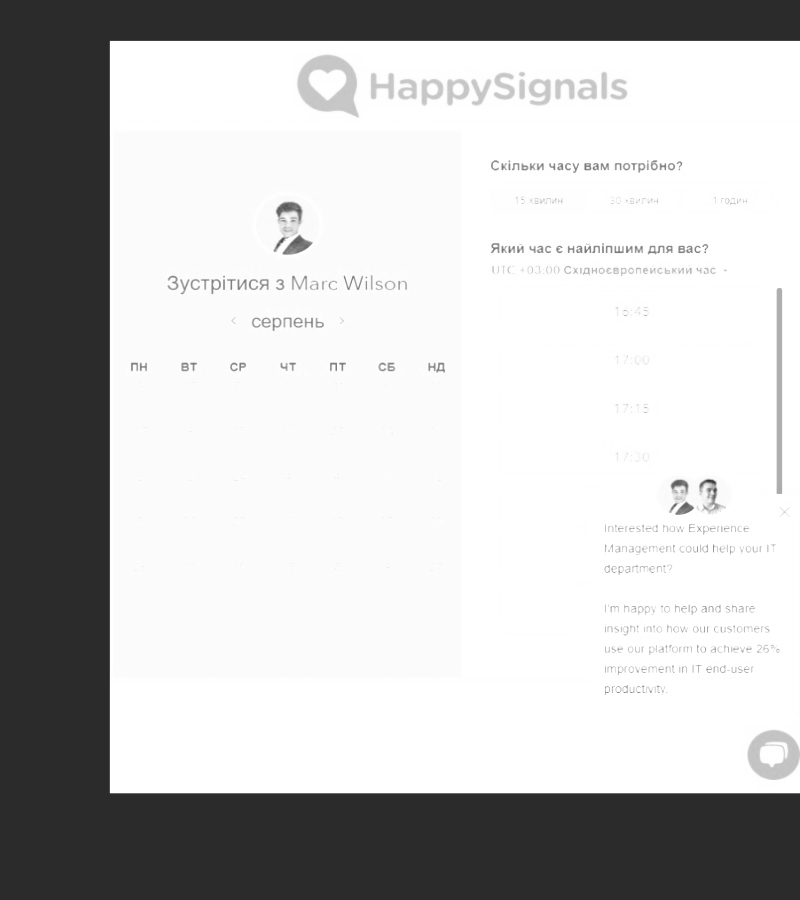 HappySignals
Зустрітися з Marc Wilson
серпень
ПН ВТ СР ЧТ ПТ СБ НД
Скільки часу вам потрібно?
15 хвилин 30 хвилин 1 годин
Який час є найліпшим для вас?
UTC +03:00 Східноєвропейський час
16:45
17:00
17:15
17:30
Interested how Experience
Management could help your IT
department?
I'm happy to help and share
insight into how our customers
use our platform to achieve 26%
improvement in IT end-user
productivity.